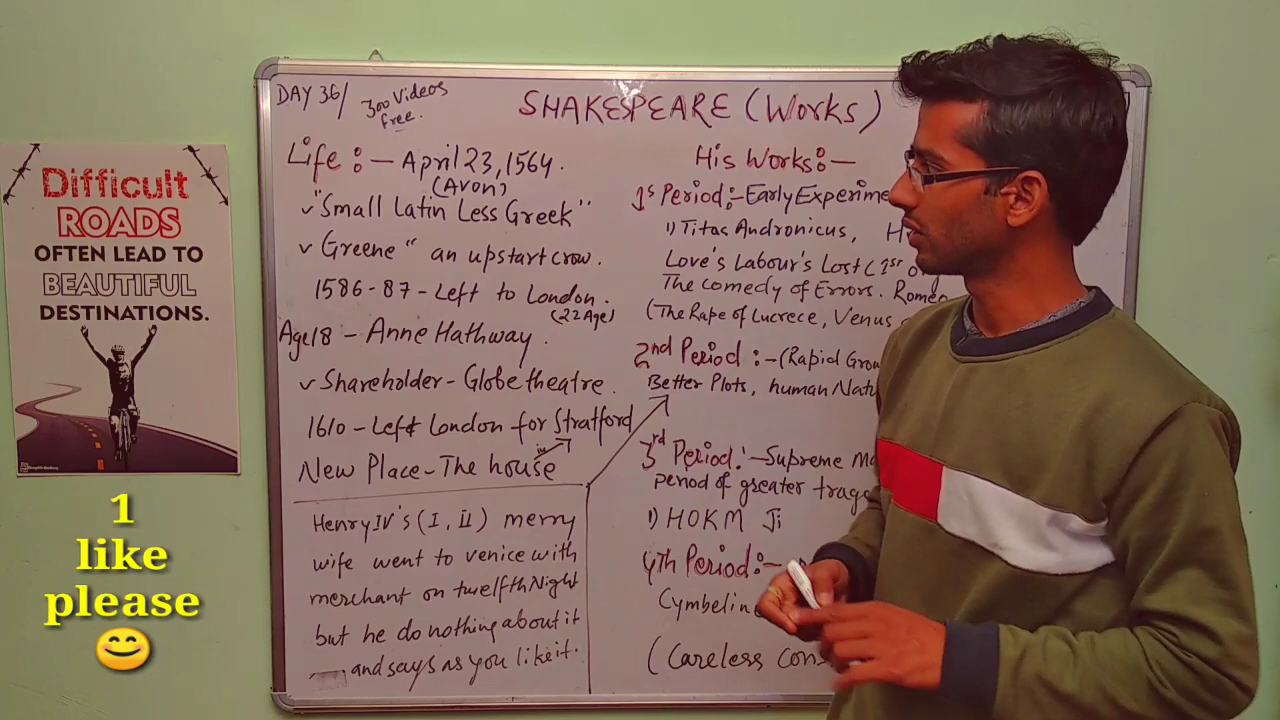 Difficult
ROADS
OFTEN LEAD TO
BEAUTIFUL
DESTINATIONS.
1
like
please
DAY 36/
300 Videos
free.
SHAKESPEARE (WORKS)
Life :- April 23, 1564.
(Avon)
"Small Latin Less Greek"
Greene "an upstart crow.
1586-87 - Left to London.
(22 Age)
Age 18 - Anne Hathway.
Shareholder - Globe theatre.
1610 - Left London for Stratford
in
New Place - The house
Henry IV's (I, II) merry
wife went to venice with
merchant on twelfth Night
but he do nothing about it
and says as you like it.
His Works :-
1st Period :- Early Experime
1) Titas Andronicus, H
Love's Labour's Lost (1st o
The comedy of Errors. Romeo
(The Rape of Lucrece, Venus
2nd Period :- (Rapid Grow
Better Plots, human Natu
3rd Period :- Supreme Ma
period of greater trage
1) HOKM Ji
4th Period :-
Cymbeline
(Careless cons